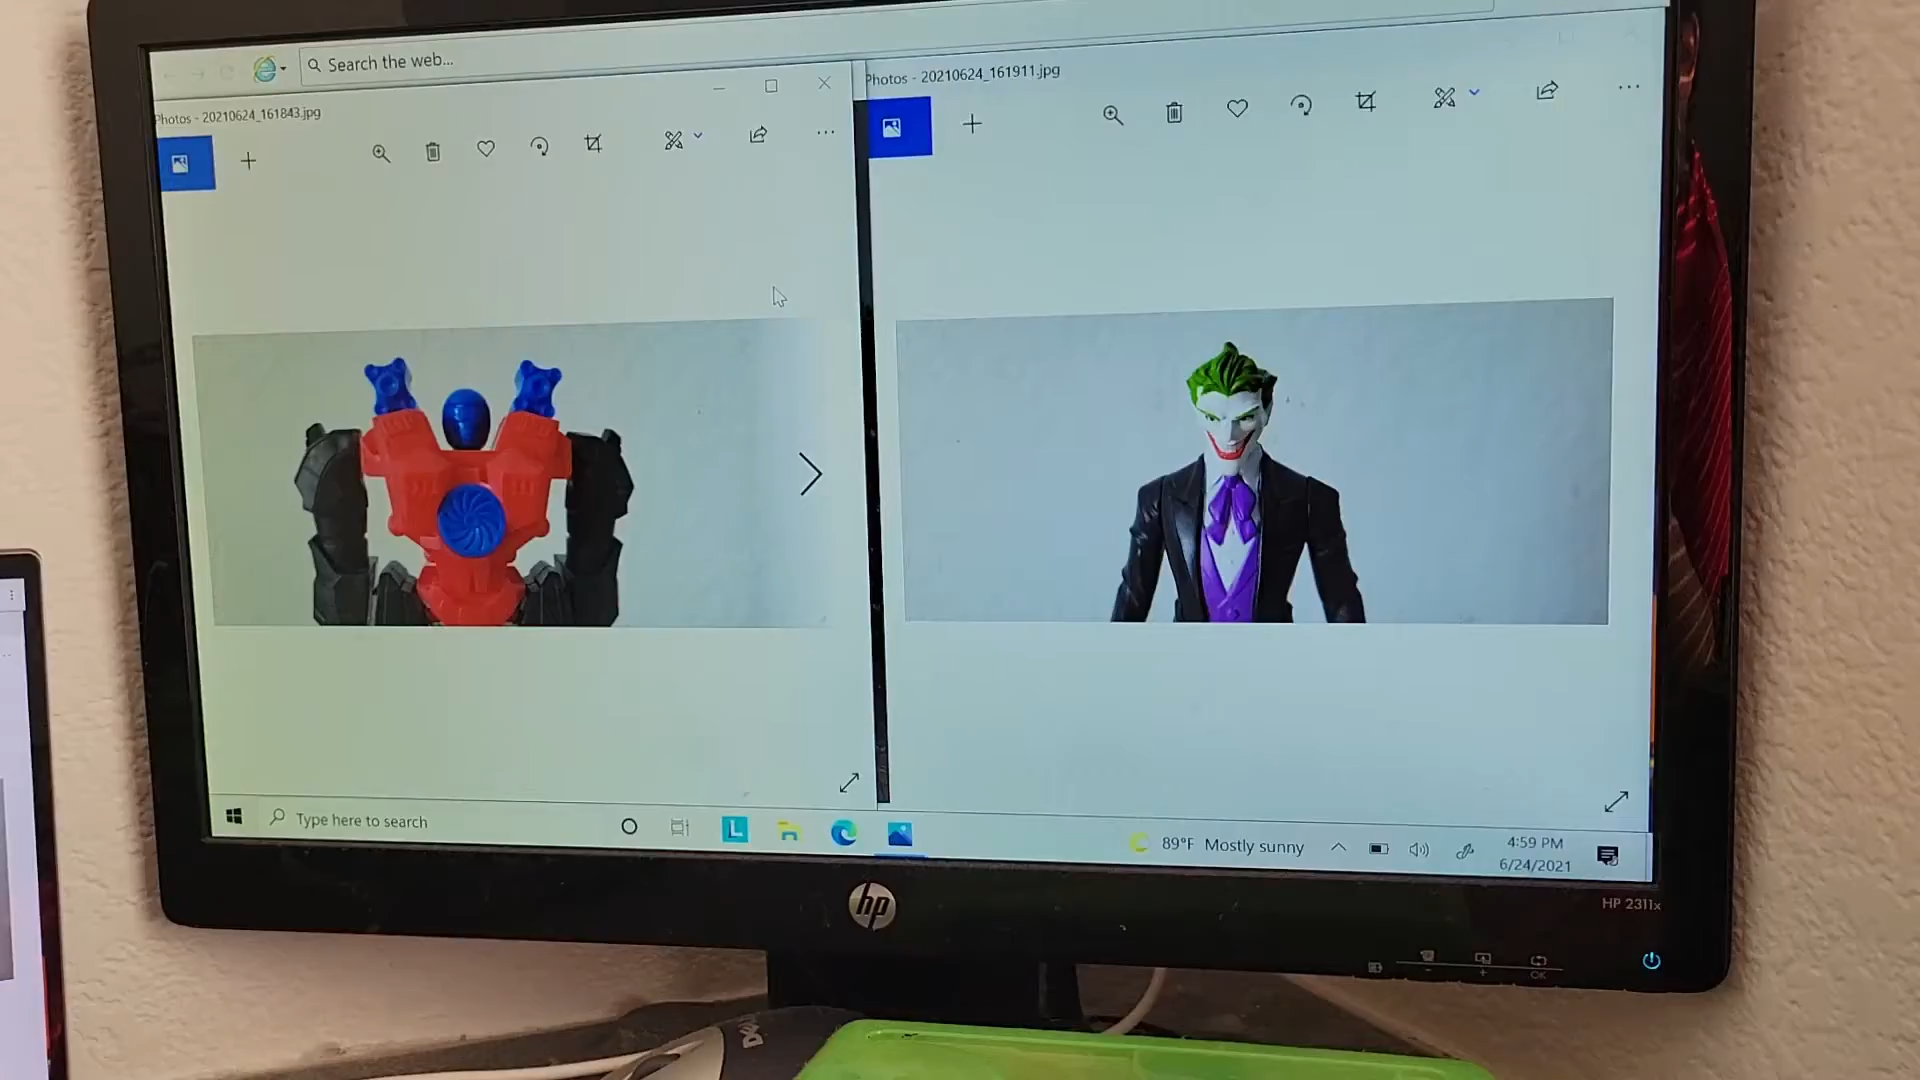 Search the web...
Photos - 20210624_161843.jpg
Photos - 20210624_161911.jpg
Type here to search
L
89°F Mostly sunny
4:59 PM
6/24/2021
hp
HP 2311x
- + OK